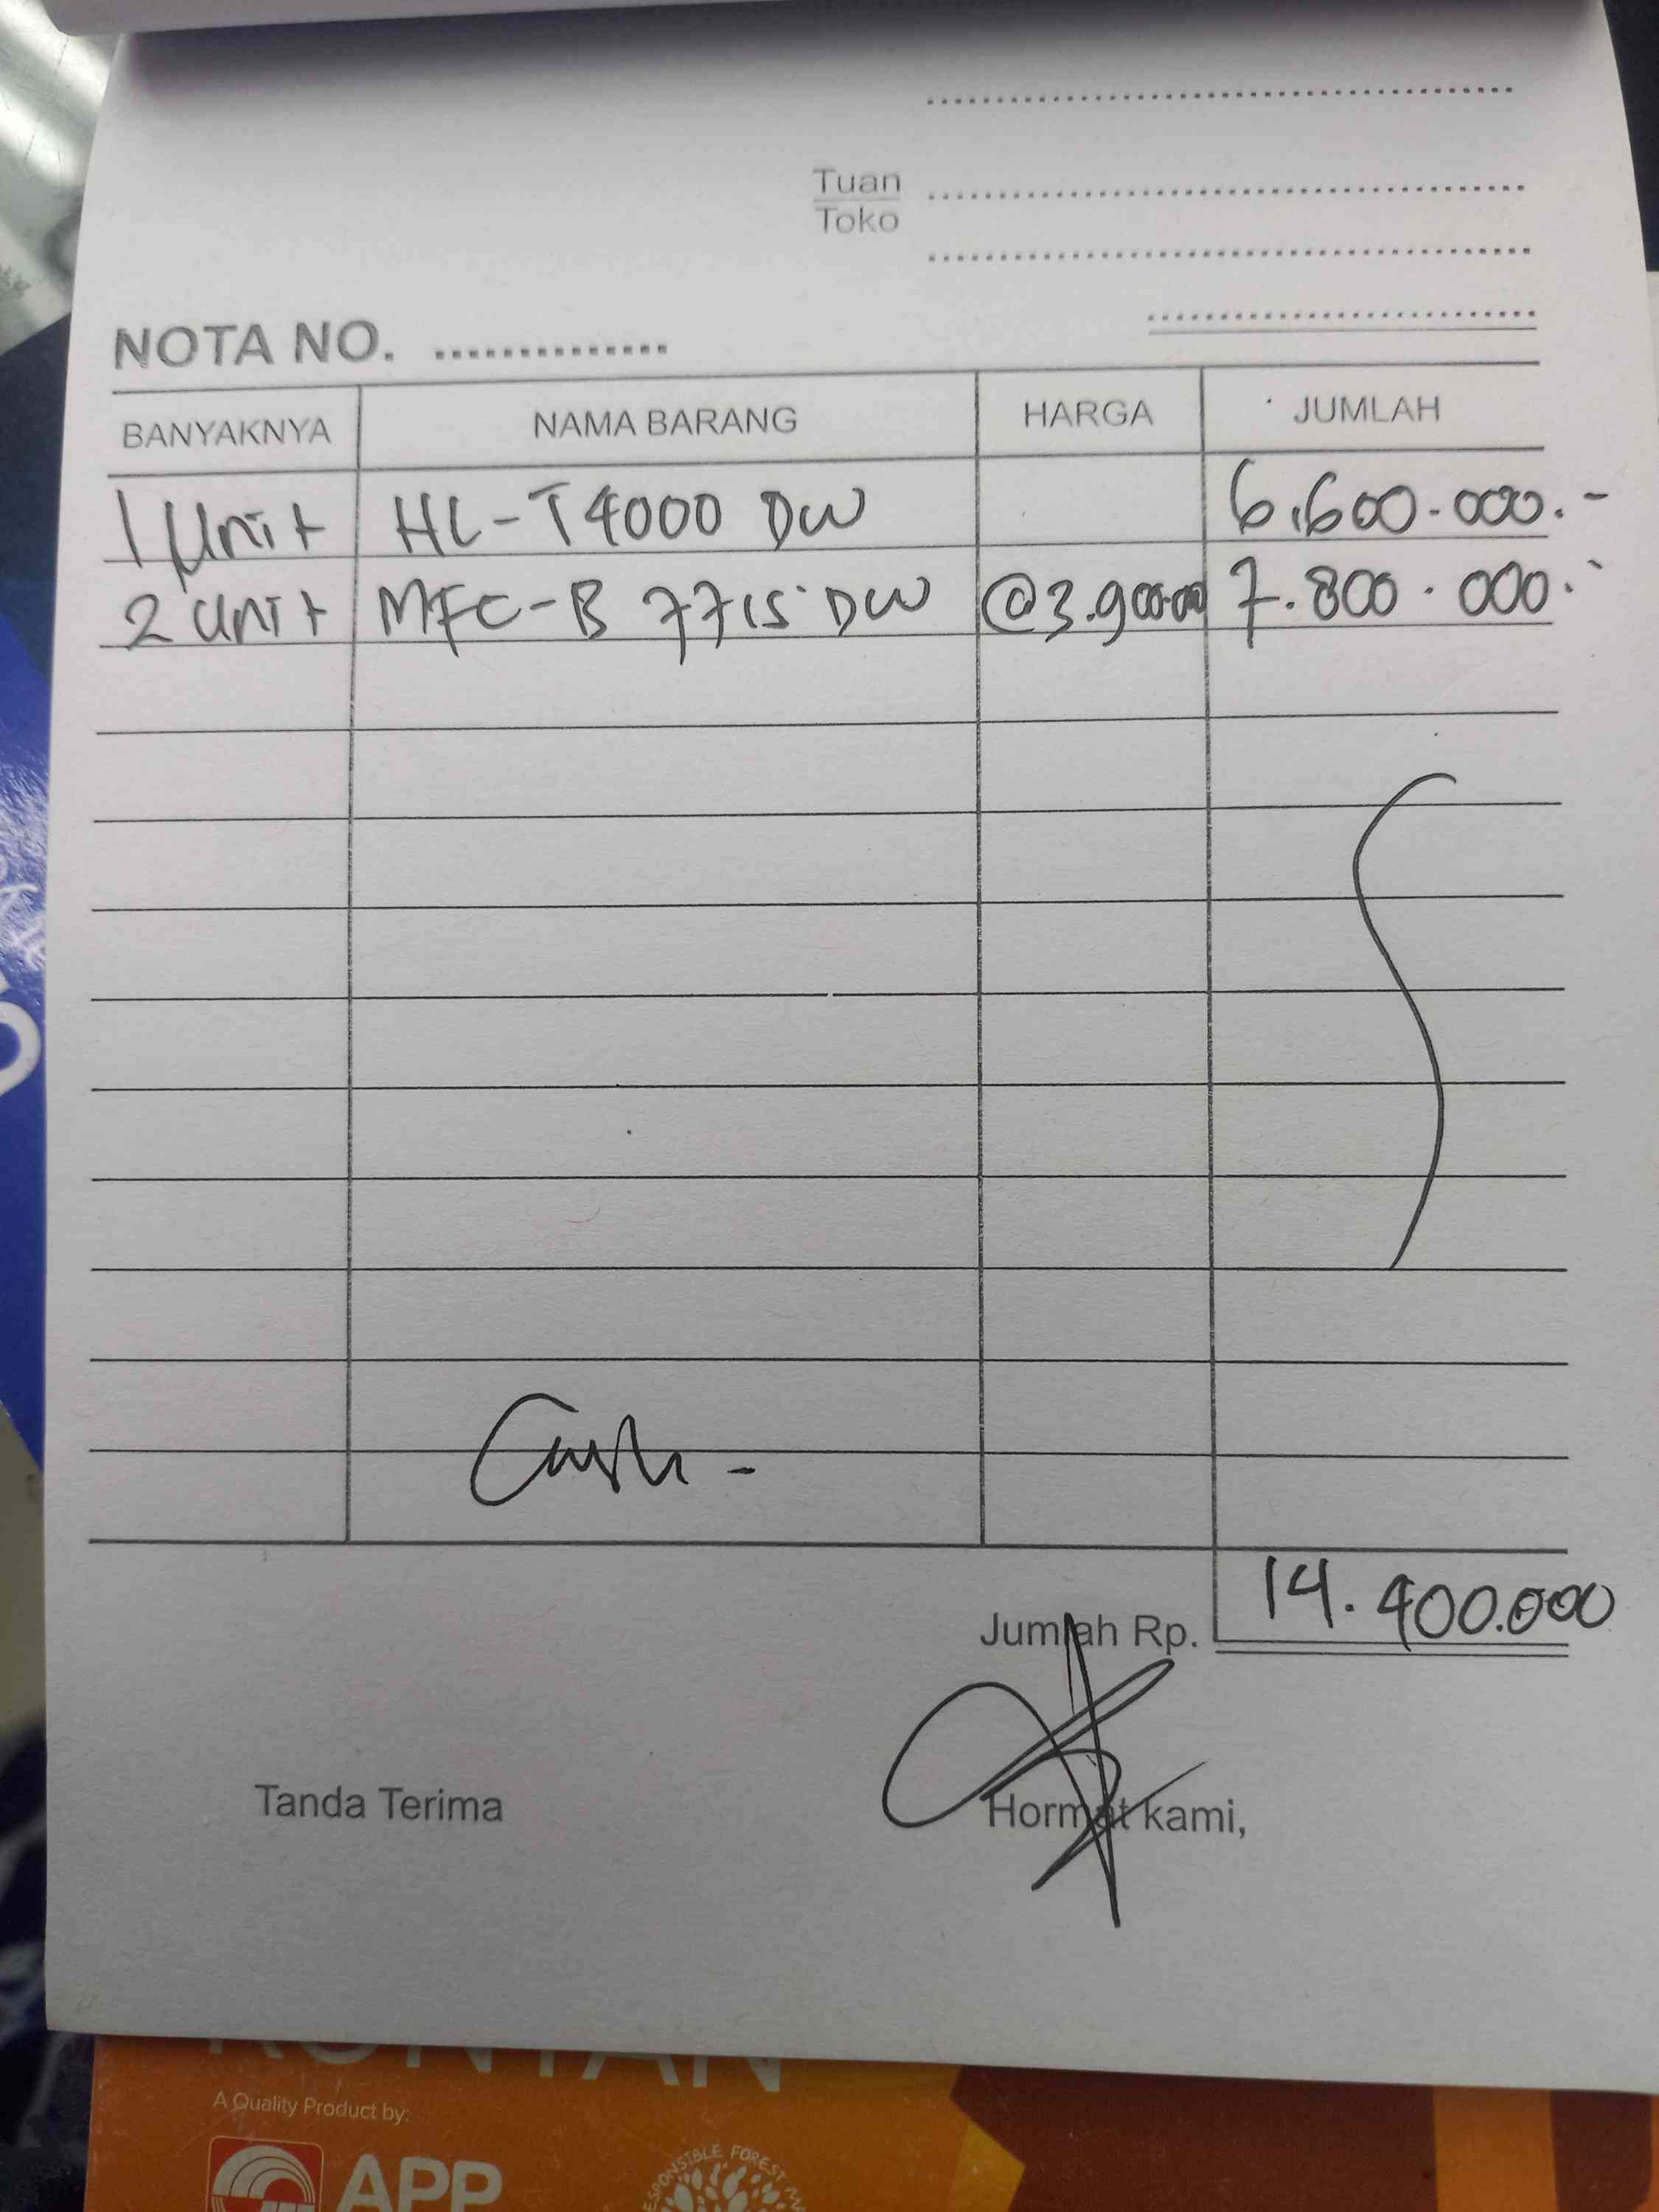 Tuan
Toko
NOTA NO. ...............
BANYAKNYA NAMA BARANG HARGA JUMLAH
1 Unit HL-T4000 DW 6.600.000.-
2 Unit MFC-B 7715 DW @3.900.000 7.800.000.-
Cash -
Jumlah Rp. 14.400.000
Tanda Terima Hormat kami,
A Quality Product by:
APP